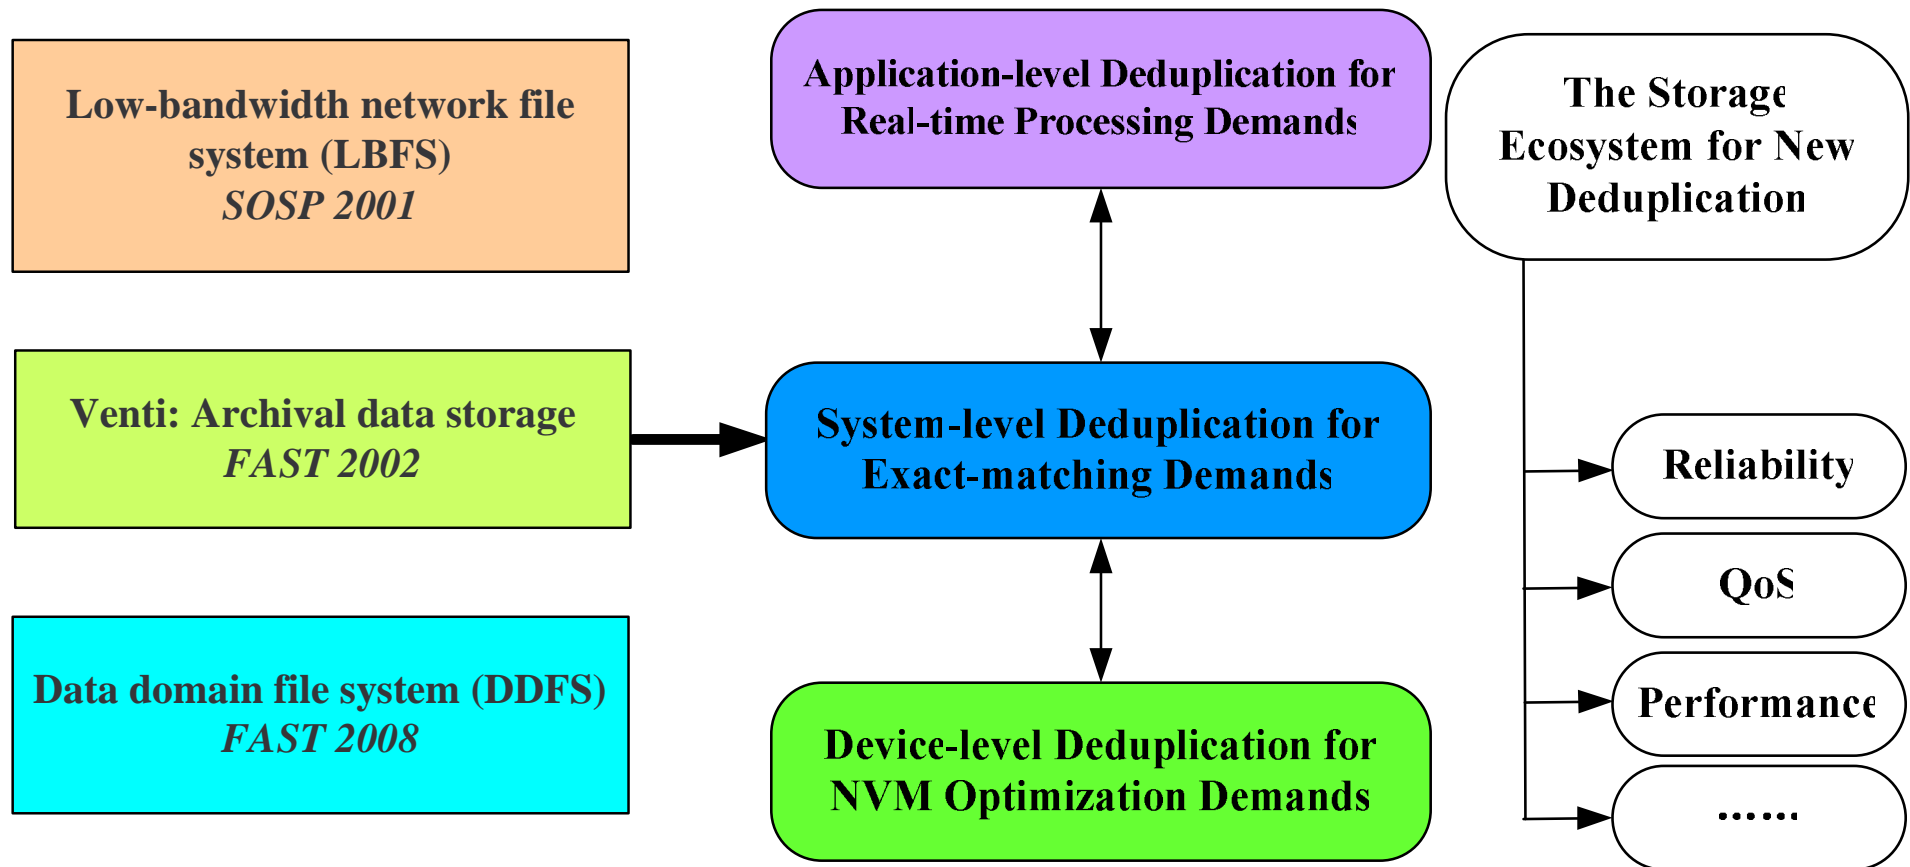 Low-bandwidth network file
system (LBFS)
SOSP 2001
Venti: Archival data storage
FAST 2002
Data domain file system (DDFS)
FAST 2008
Application-level Deduplication for
Real-time Processing Demands
System-level Deduplication for
Exact-matching Demands
Device-level Deduplication for
NVM Optimization Demands
The Storage
Ecosystem for New
Deduplication
Reliability
QoS
Performance
……